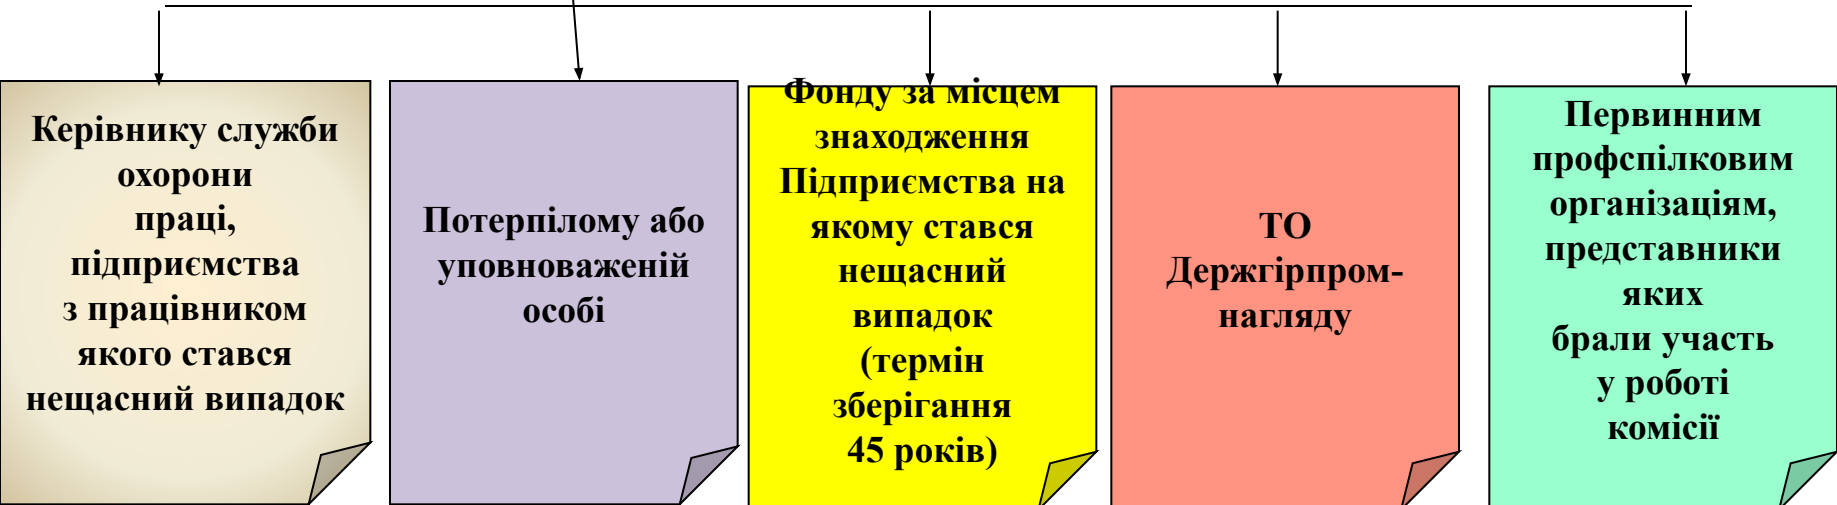 Керівнику служби
охорони
праці,
підприємства
з працівником
якого стався
нещасний випадок
Потерпілому або
уповноваженій
особі
Фонду за місцем
знаходження
Підприємства на
якому стався
нещасний
випадок
(термін
зберігання
45 років)
ТО
Держгірпром-
нагляду
Первинним
профспілковим
організаціям,
представники
яких
брали участь
у роботі
комісії